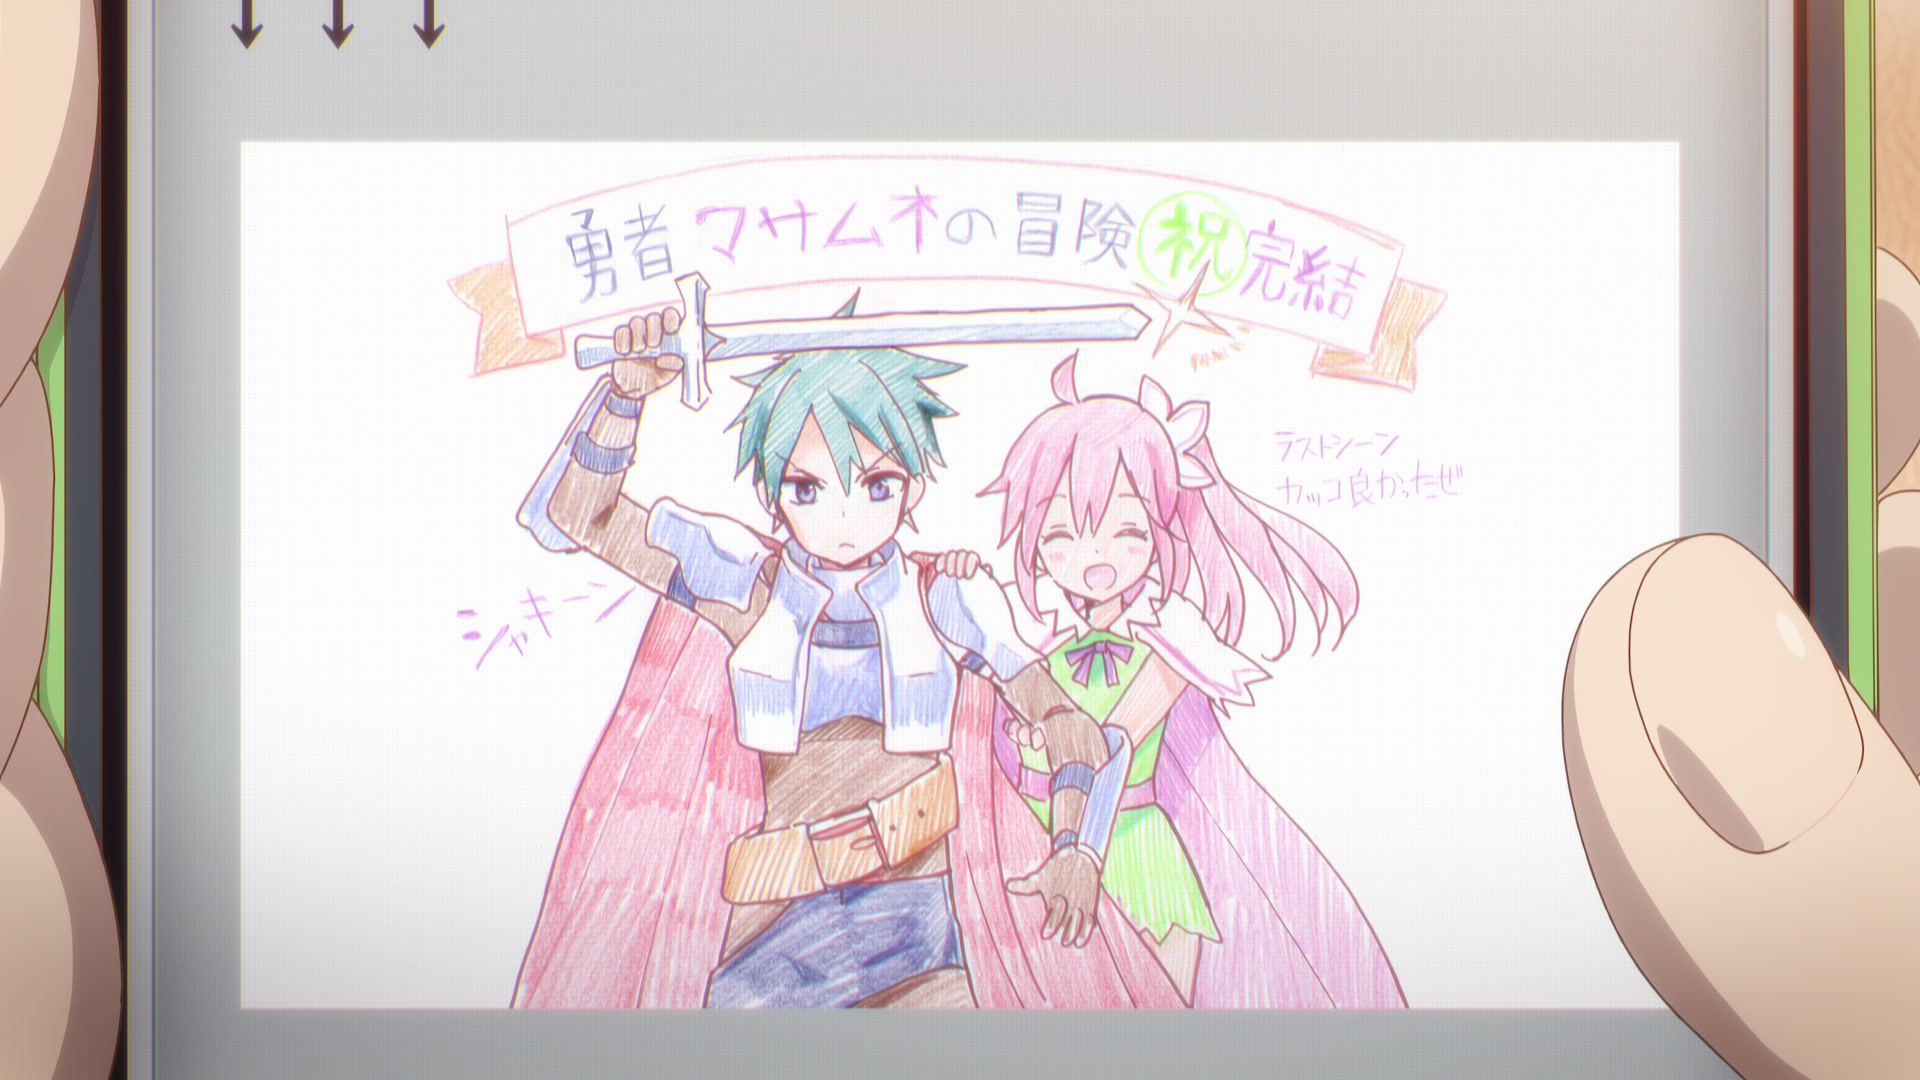 勇者マサムネの冒険 祝 完結
ラストシーン
カッコ良かったぜ
シャキーン